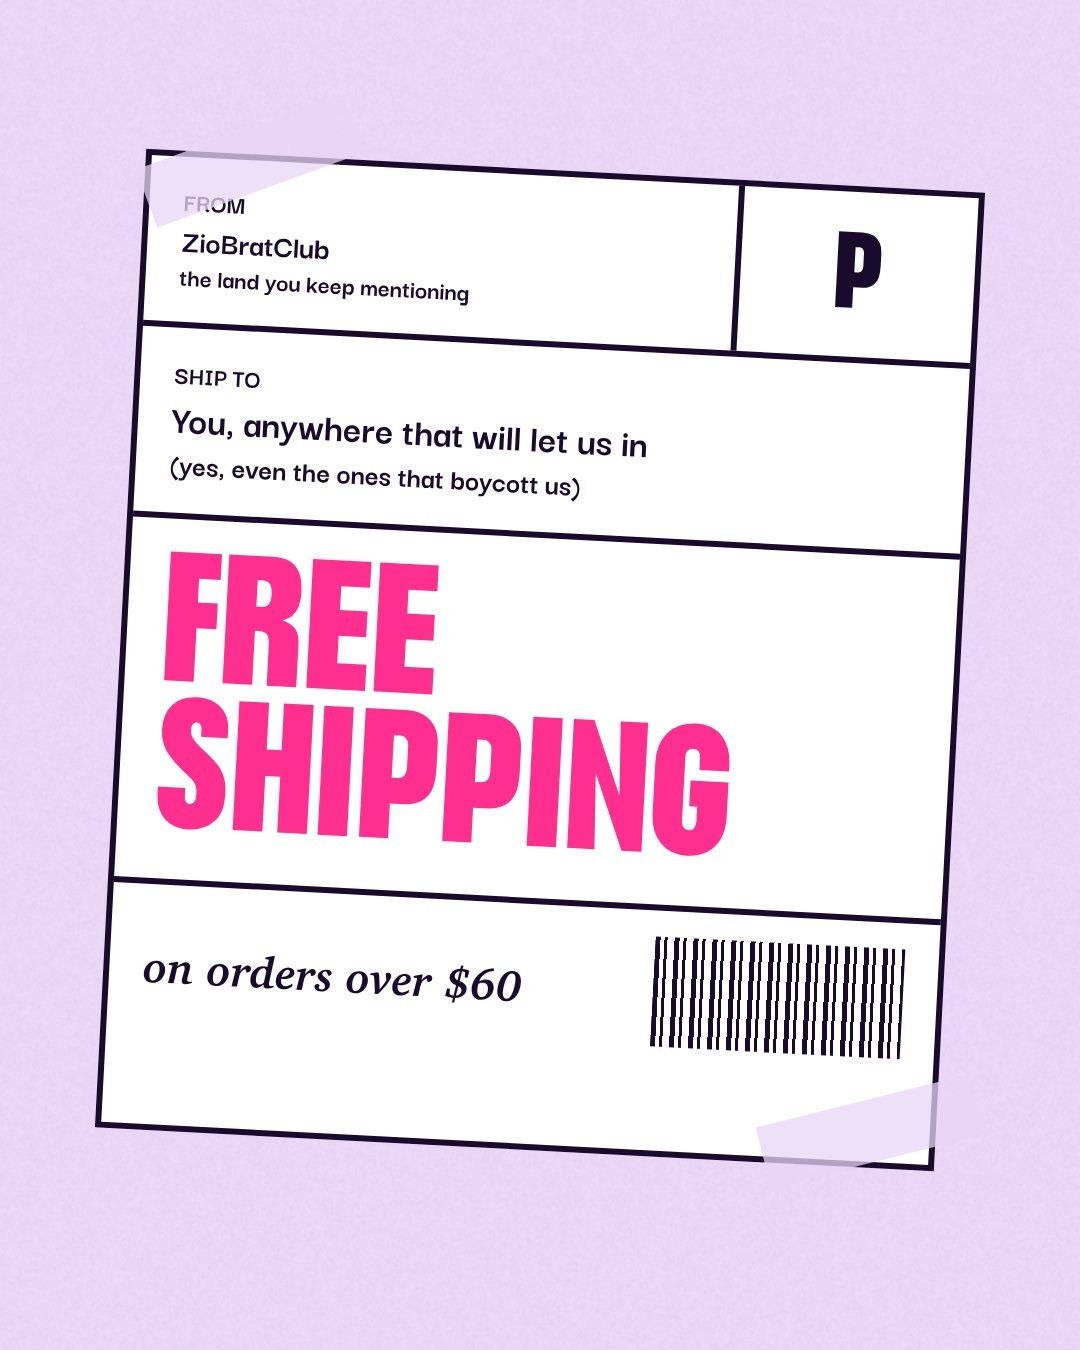 FROM
ZioBratClub
the land you keep mentioning
P
SHIP TO
You, anywhere that will let us in
(yes, even the ones that boycott us)
FREE
SHIPPING
on orders over $60